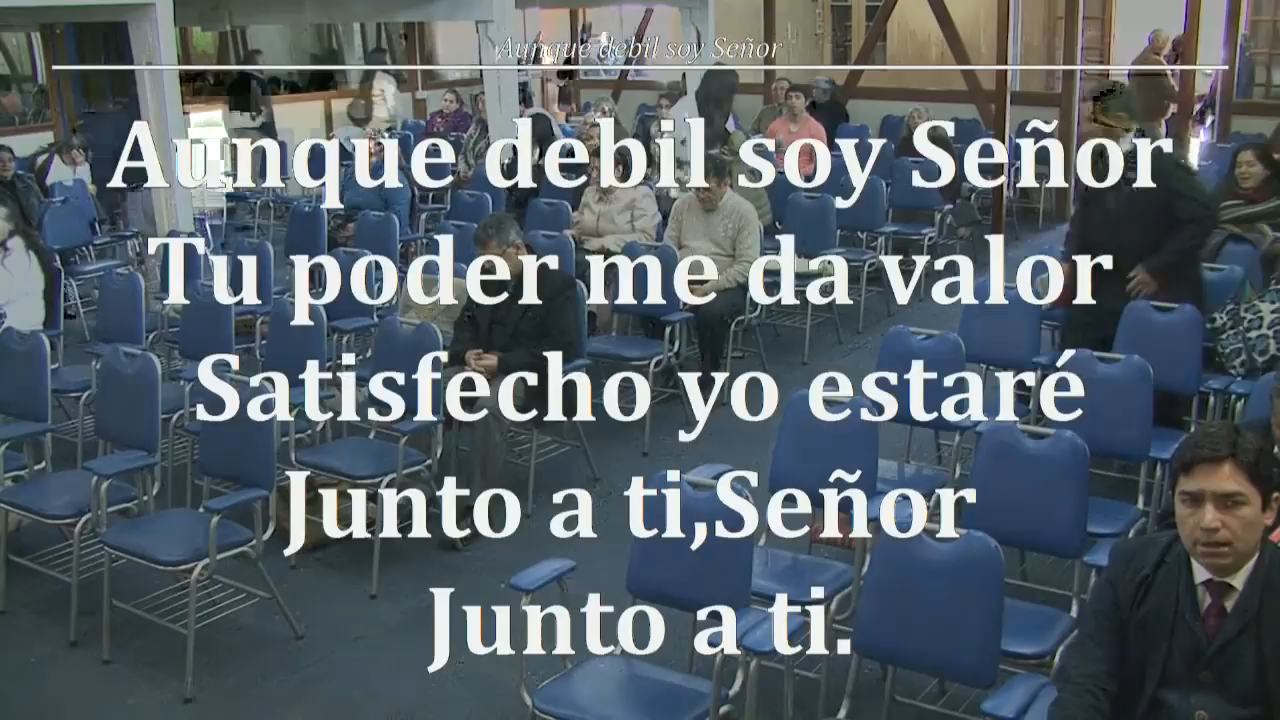 Aunque debil soy Señor
Aunque debil soy Señor
Tu poder me da valor
Satisfecho yo estaré
Junto a ti,Señor
Junto a ti.